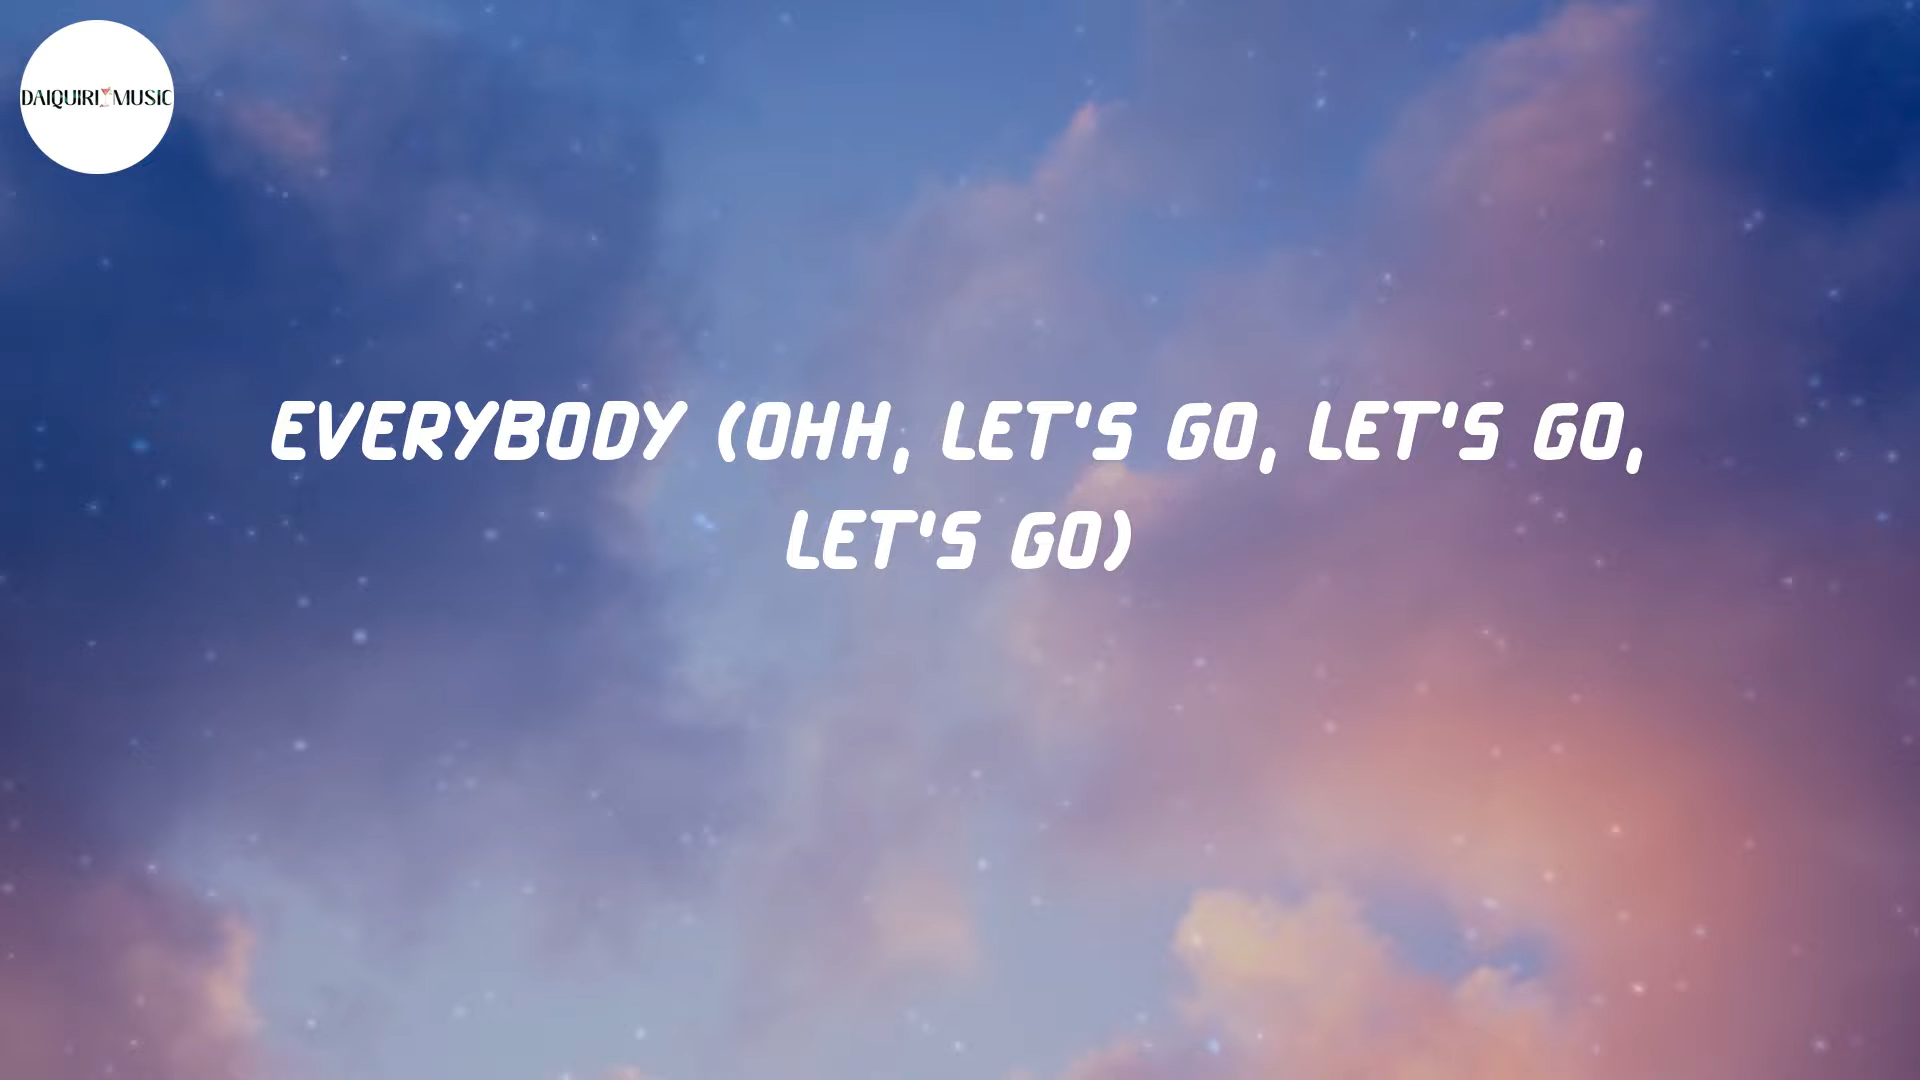 DAIQUIRI MUSIC
EVERYBODY (OHH, LET'S GO, LET'S GO,
LET'S GO)